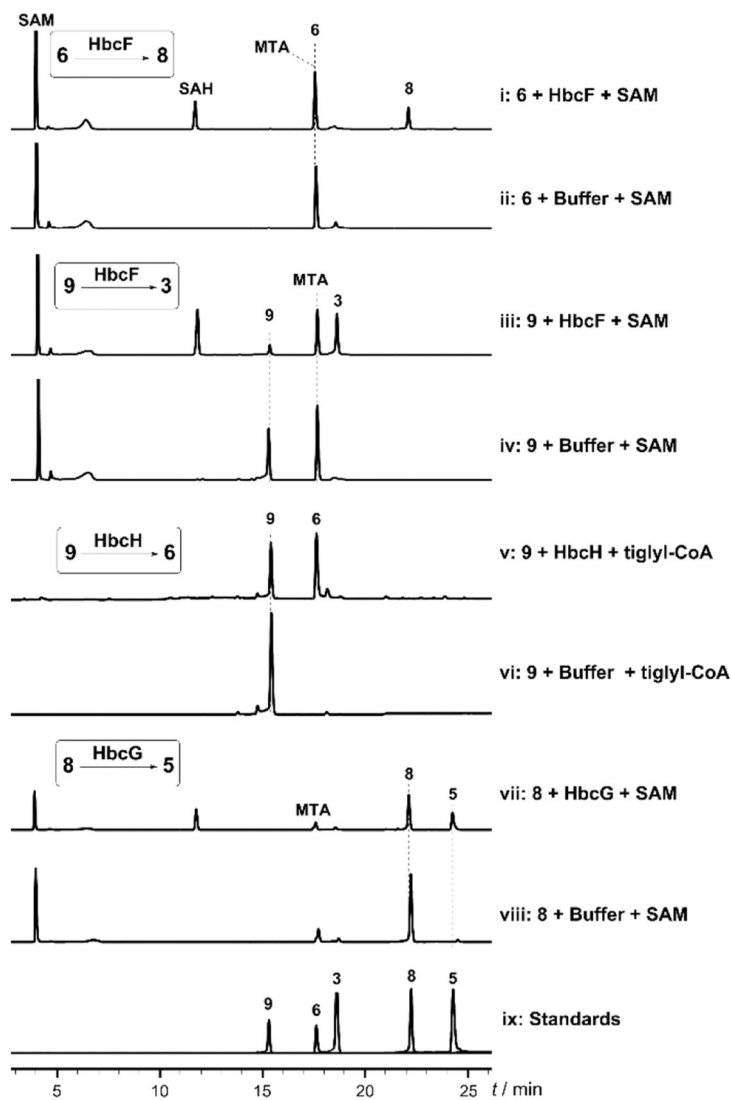 SAM
HbcF
6 → 8
SAH
MTA
6
8
i: 6 + HbcF + SAM
ii: 6 + Buffer + SAM
HbcF
9 → 3
9
MTA
3
iii: 9 + HbcF + SAM
iv: 9 + Buffer + SAM
HbcH
9 → 6
9
6
v: 9 + HbcH + tiglyl-CoA
vi: 9 + Buffer + tiglyl-CoA
HbcG
8 → 5
MTA
8
5
vii: 8 + HbcG + SAM
viii: 8 + Buffer + SAM
9
6
3
8
5
ix: Standards
5 10 15 20 25 t / min